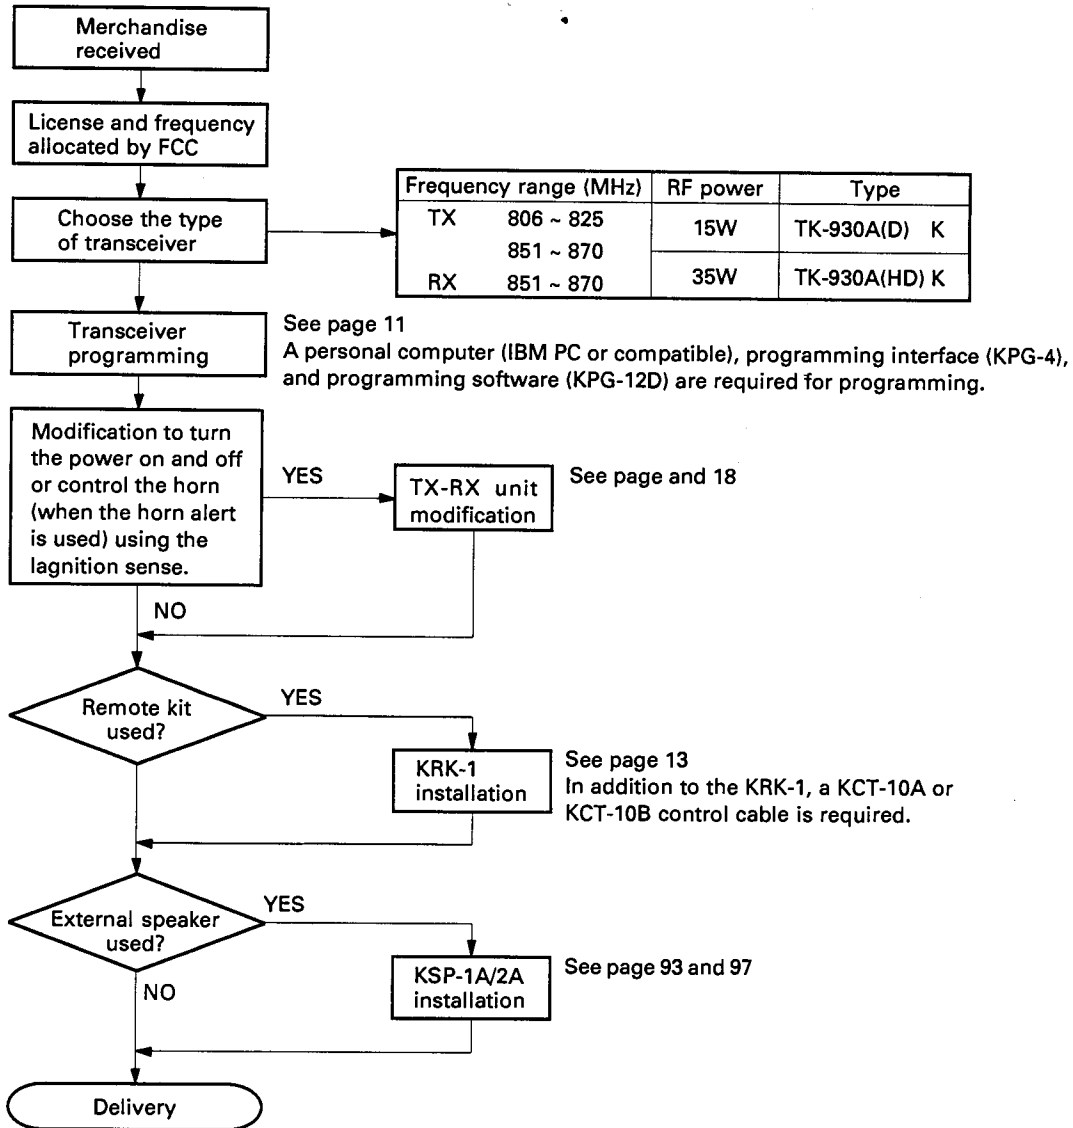 Merchandise
received
License and frequency
allocated by FCC
Choose the type
of transceiver
Frequency range (MHz) RF power Type
TX 806 ~ 825 15W TK-930A(D) K
851 ~ 870
RX 851 ~ 870 35W TK-930A(HD) K
Transceiver
programming
See page 11
A personal computer (IBM PC or compatible), programming interface (KPG-4),
and programming software (KPG-12D) are required for programming.
Modification to turn
the power on and off
or control the horn
(when the horn alert
is used) using the
lagnition sense.
YES
TX-RX unit
modification
See page and 18
NO
Remote kit
used?
YES
KRK-1
installation
See page 13
In addition to the KRK-1, a KCT-10A or
KCT-10B control cable is required.
External speaker
used?
YES
KSP-1A/2A
installation
See page 93 and 97
NO
Delivery